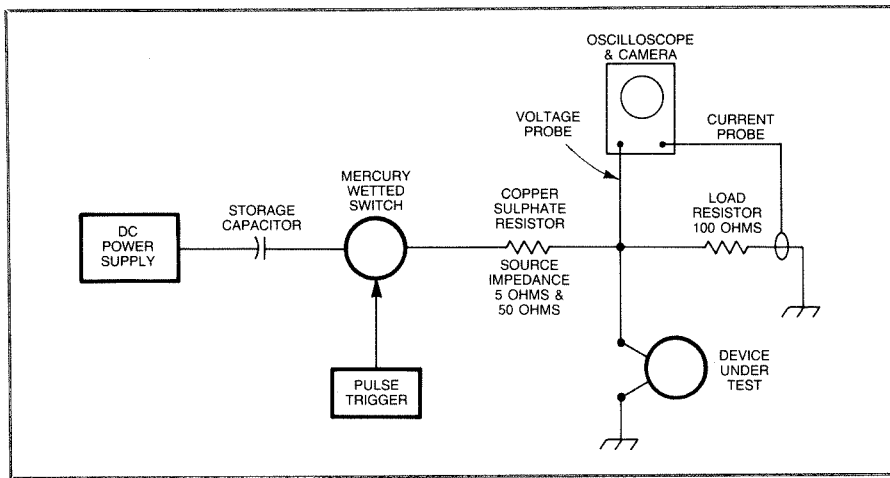 OSCILLOSCOPE
& CAMERA
VOLTAGE
PROBE
CURRENT
PROBE
MERCURY
WETTED
SWITCH
STORAGE
CAPACITOR
COPPER
SULPHATE
RESISTOR
LOAD
RESISTOR
100 OHMS
DC
POWER
SUPPLY
SOURCE
IMPEDANCE
5 OHMS &
50 OHMS
PULSE
TRIGGER
DEVICE
UNDER
TEST